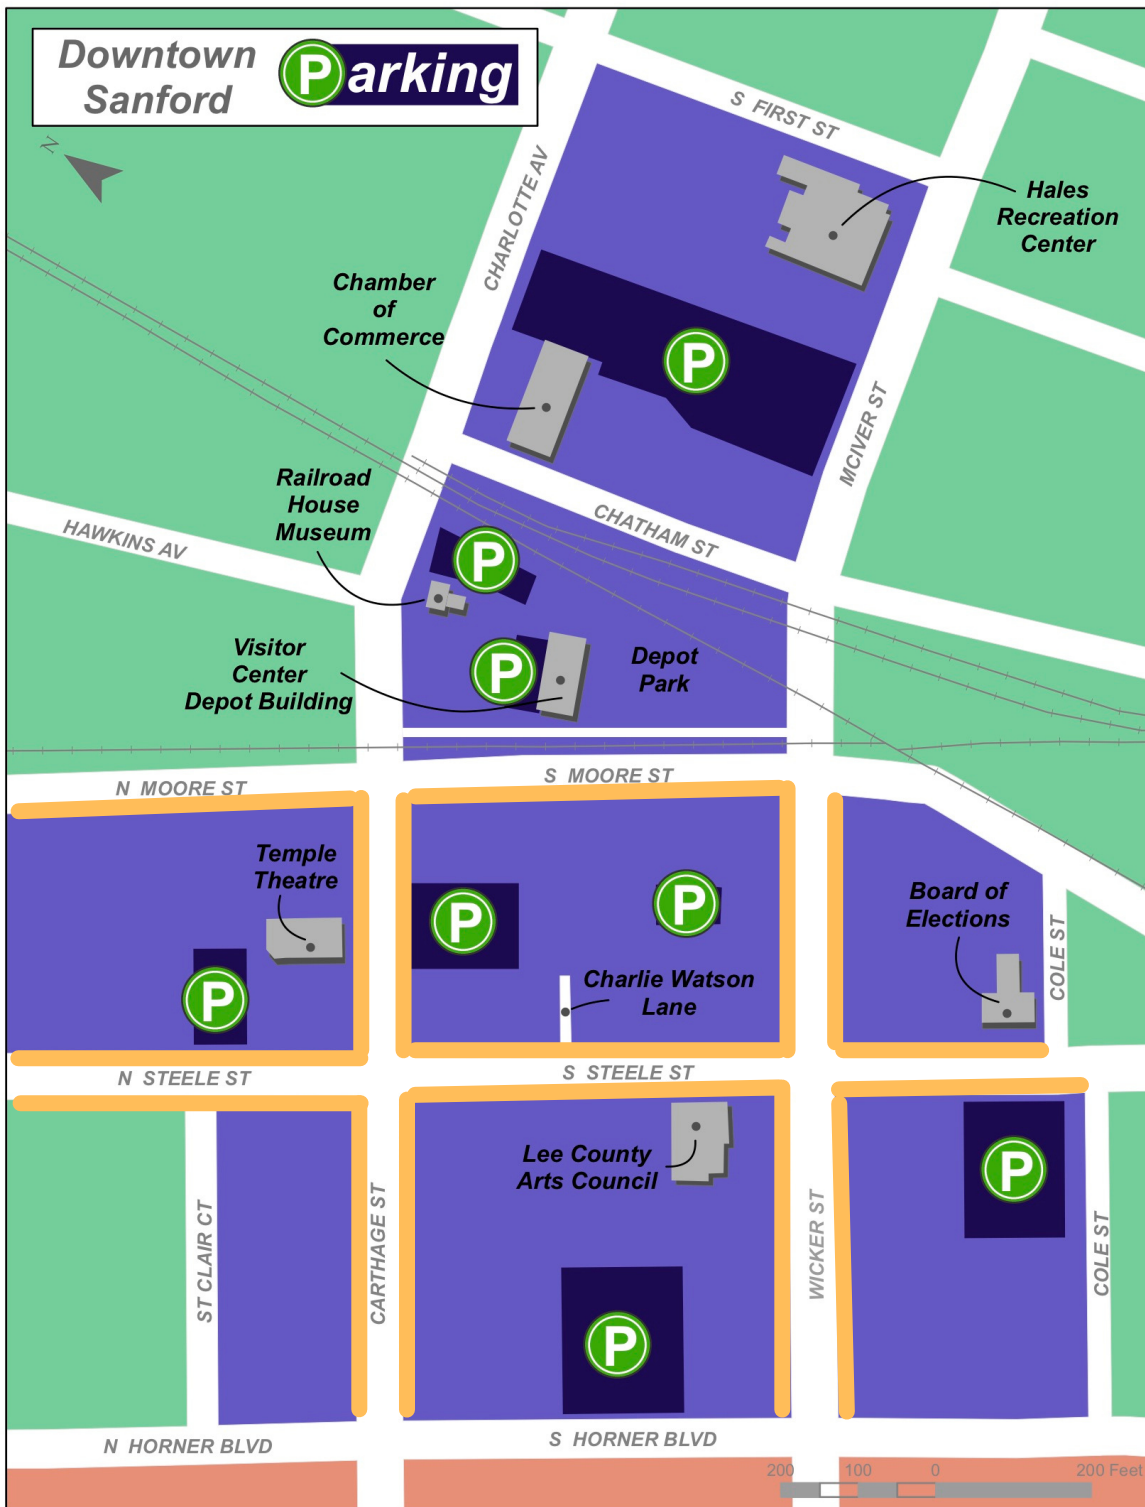 Downtown
Sanford
Parking
N
S FIRST ST
CHARLOTTE AV
Hales
Recreation
Center
Chamber
of
Commerce
P
MCIVER ST
Railroad
House
Museum
HAWKINS AV
CHATHAM ST
P
Visitor
Center
Depot Building
P
Depot
Park
N MOORE ST
S MOORE ST
Temple
Theatre
P
P
Board of
Elections
COLE ST
P
Charlie Watson
Lane
N STEELE ST
S STEELE ST
Lee County
Arts Council
P
ST CLAIR CT
CARTHAGE ST
WICKER ST
COLE ST
P
N HORNER BLVD
S HORNER BLVD
200 100 0 200 Feet